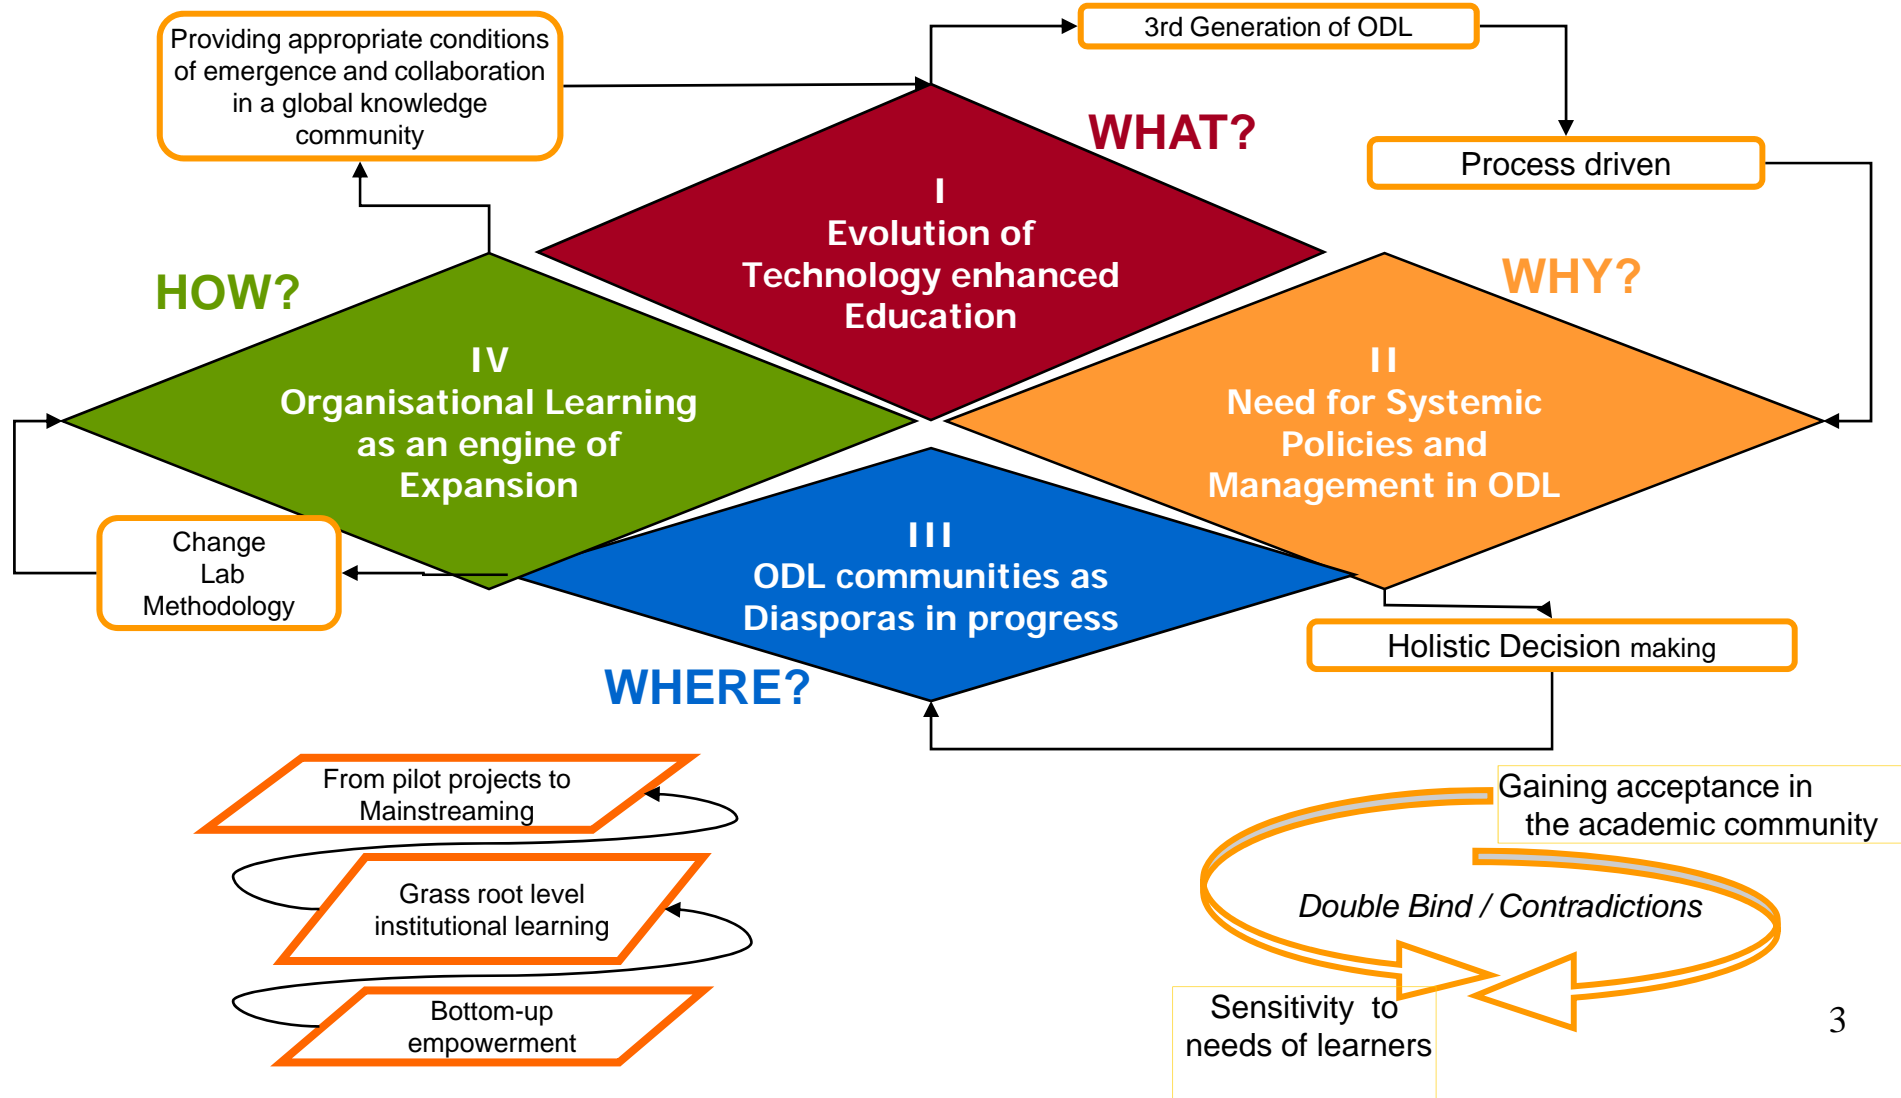 Providing appropriate conditions
of emergence and collaboration
in a global knowledge
community
3rd Generation of ODL
WHAT?
Process driven
I
Evolution of
Technology enhanced
Education
HOW?
WHY?
IV
Organisational Learning
as an engine of
Expansion
II
Need for Systemic
Policies and
Management in ODL
Change
Lab
Methodology
III
ODL communities as
Diasporas in progress
Holistic Decision making
WHERE?
From pilot projects to
Mainstreaming
Grass root level
institutional learning
Bottom-up
empowerment
Gaining acceptance in
the academic community
Double Bind / Contradictions
Sensitivity to
needs of learners
3